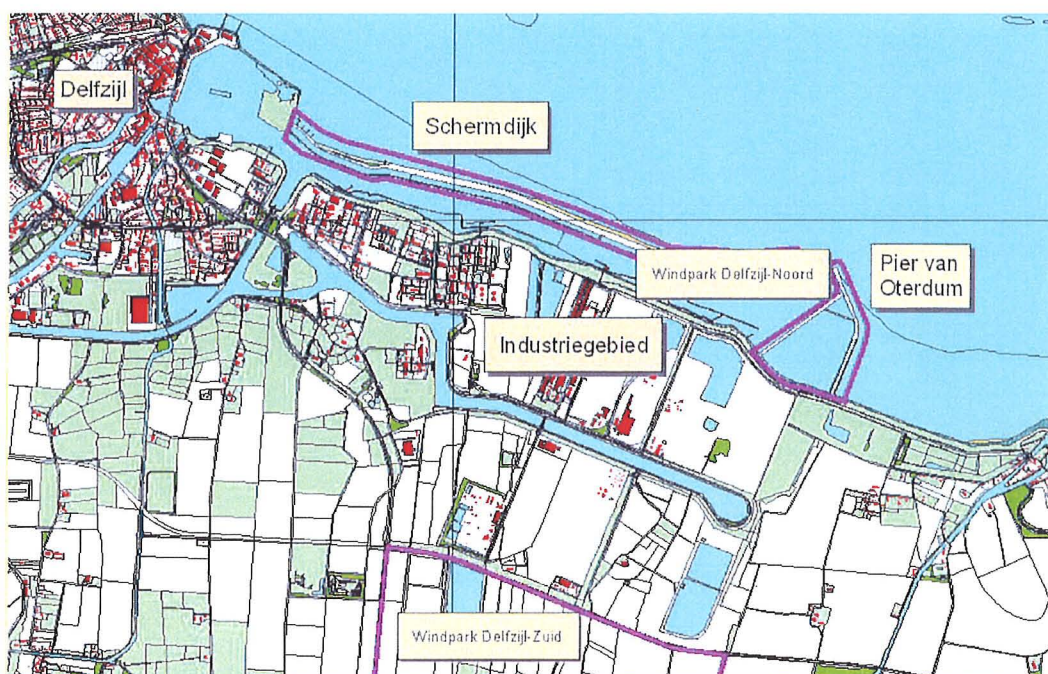 Delfzijl
Schermdijk
Windpark Delfzijl-Noord
Pier van
Oterdum
Industriegebied
Windpark Delfzijl-Zuid